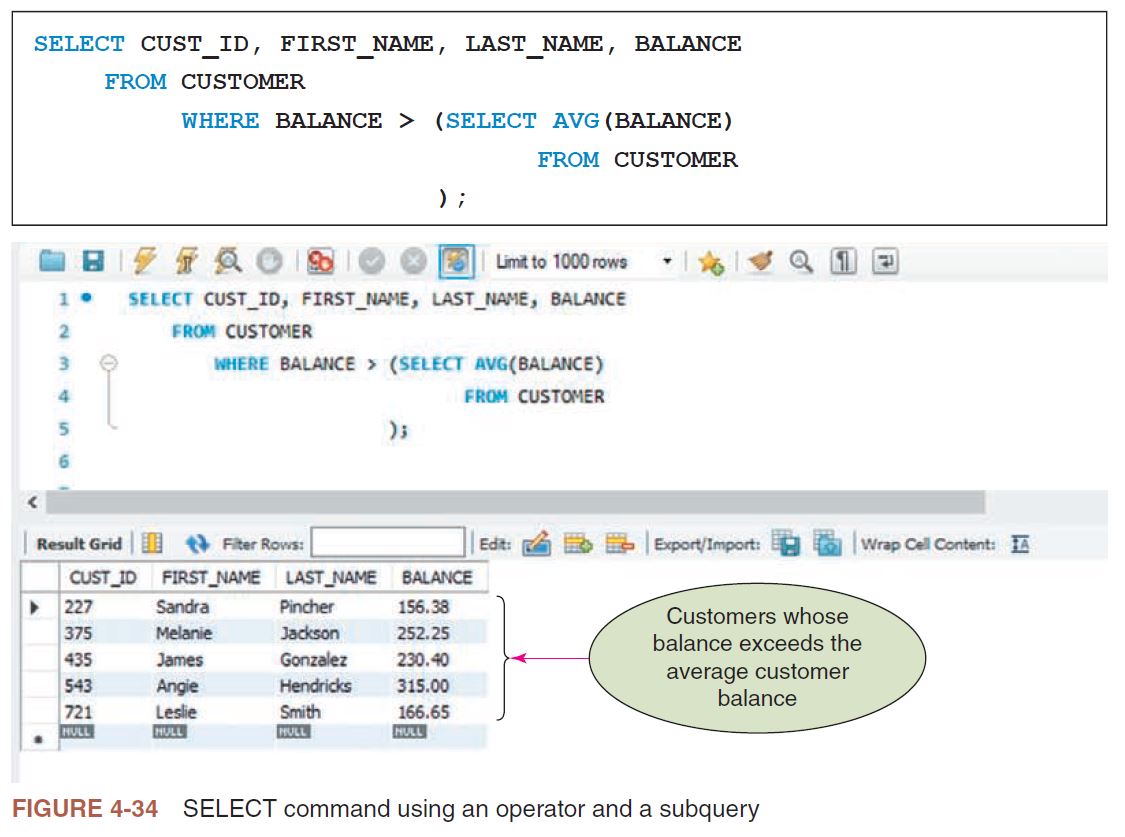 SELECT CUST_ID, FIRST_NAME, LAST_NAME, BALANCE
FROM CUSTOMER
WHERE BALANCE > (SELECT AVG(BALANCE)
FROM CUSTOMER
);
Limit to 1000 rows
1 SELECT CUST_ID, FIRST_NAME, LAST_NAME, BALANCE
2 FROM CUSTOMER
3 WHERE BALANCE > (SELECT AVG(BALANCE)
4 FROM CUSTOMER
5 );
6
Result Grid Filter Rows: Edit: Export/Import: Wrap Cell Content: IA
CUST_ID FIRST_NAME LAST_NAME BALANCE
227 Sandra Pincher 156.38
375 Melanie Jackson 252.25
435 James Gonzalez 230.40
543 Angie Hendricks 315.00
721 Leslie Smith 166.65
NULL NULL NULL NULL
Customers whose
balance exceeds the
average customer
balance
FIGURE 4-34 SELECT command using an operator and a subquery